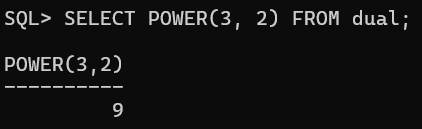 SQL> SELECT POWER(3, 2) FROM dual;
POWER(3,2)
----------
9